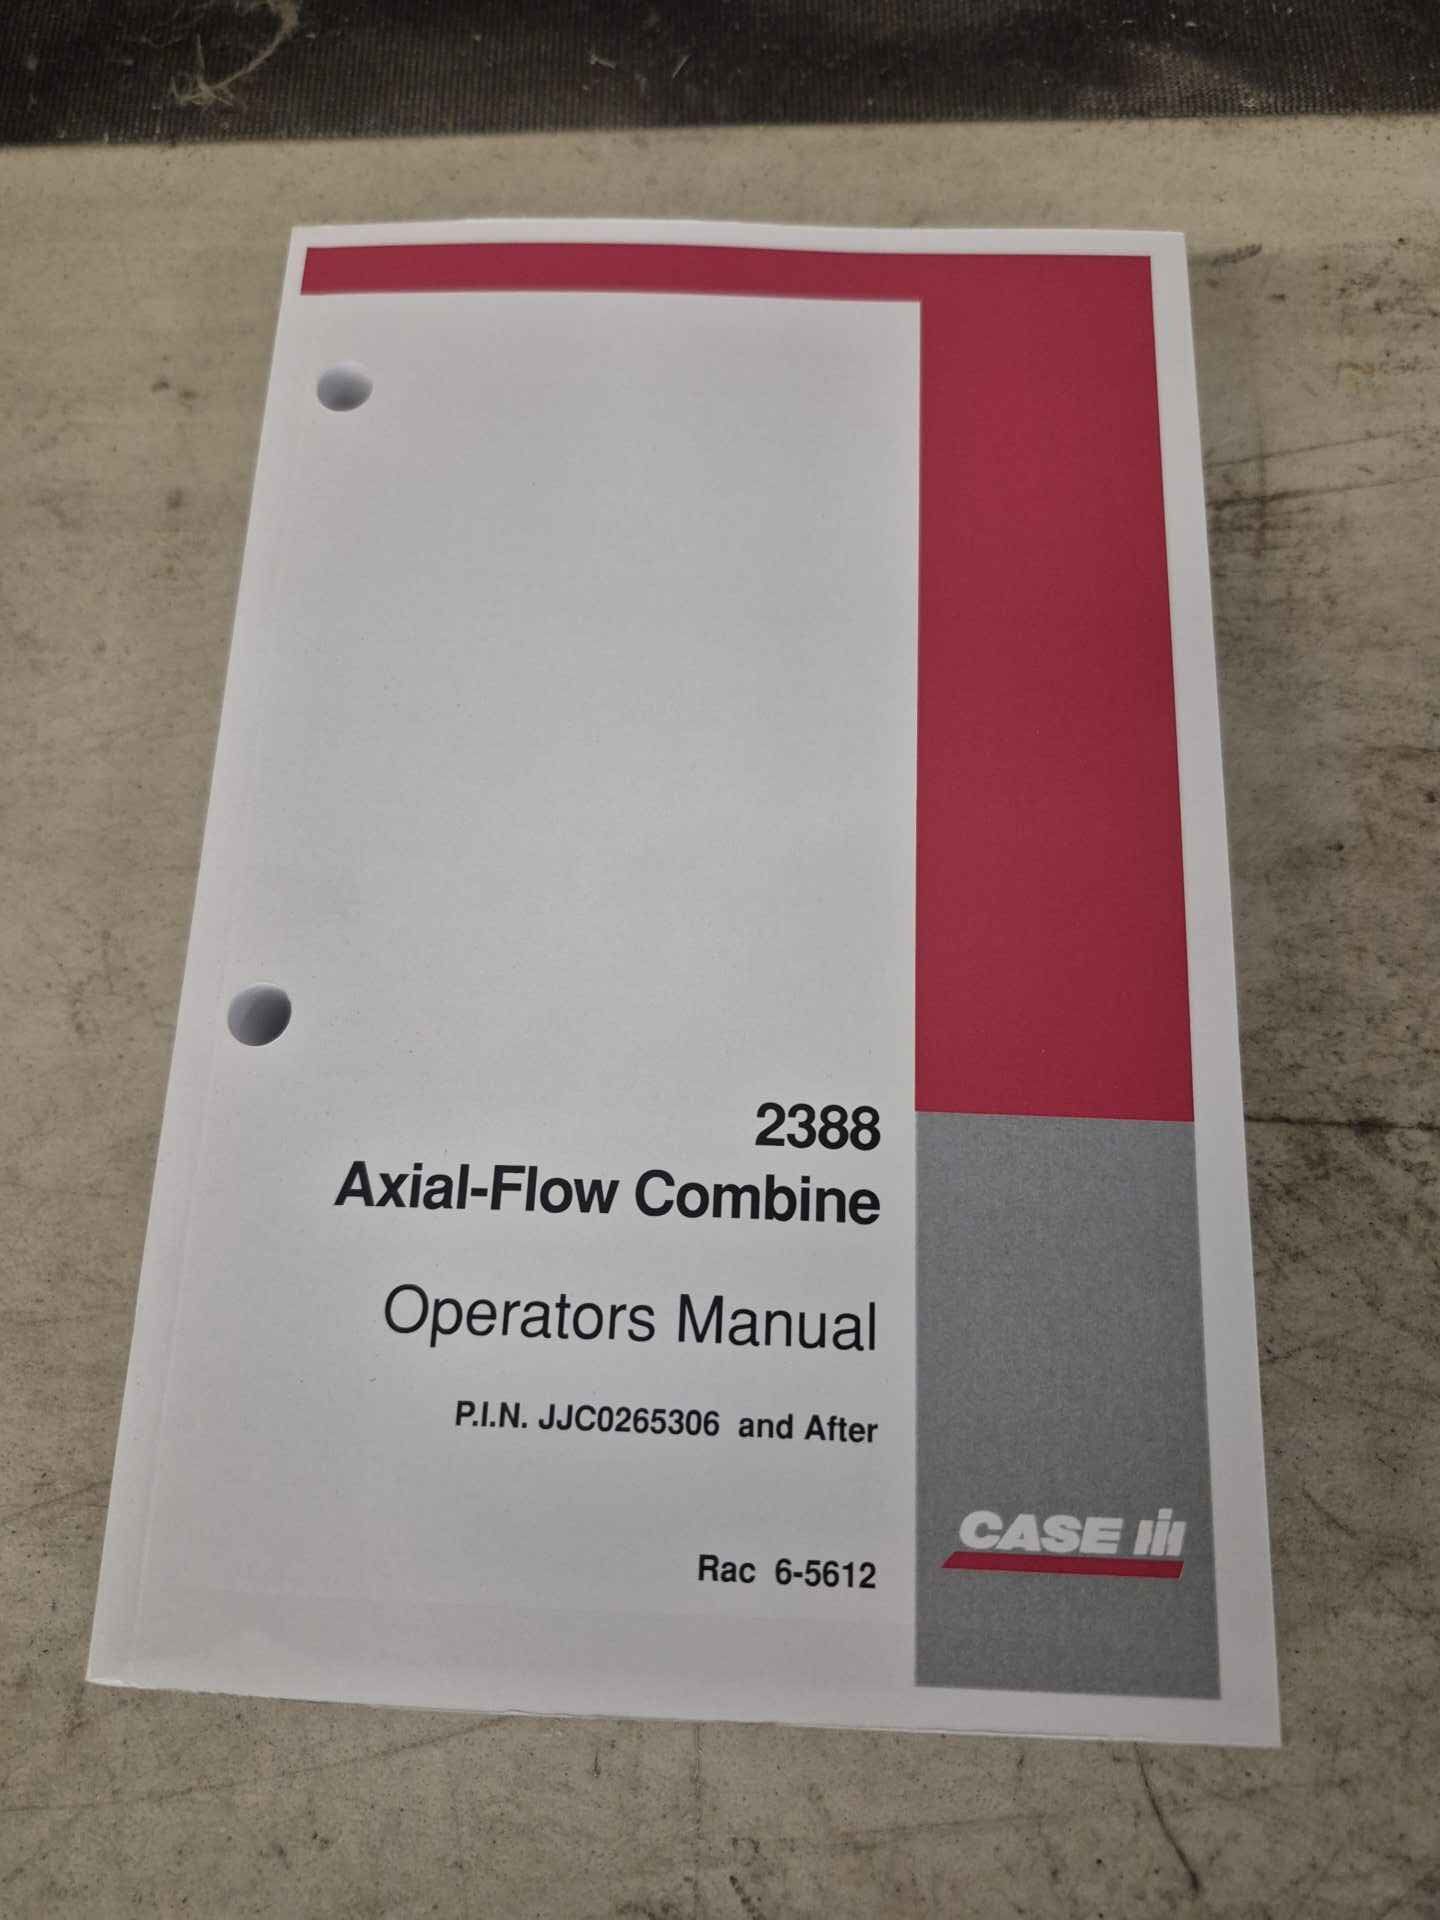 2388
Axial-Flow Combine
Operators Manual
P.I.N. JJC0265306 and After
Rac 6-5612
CASE IH